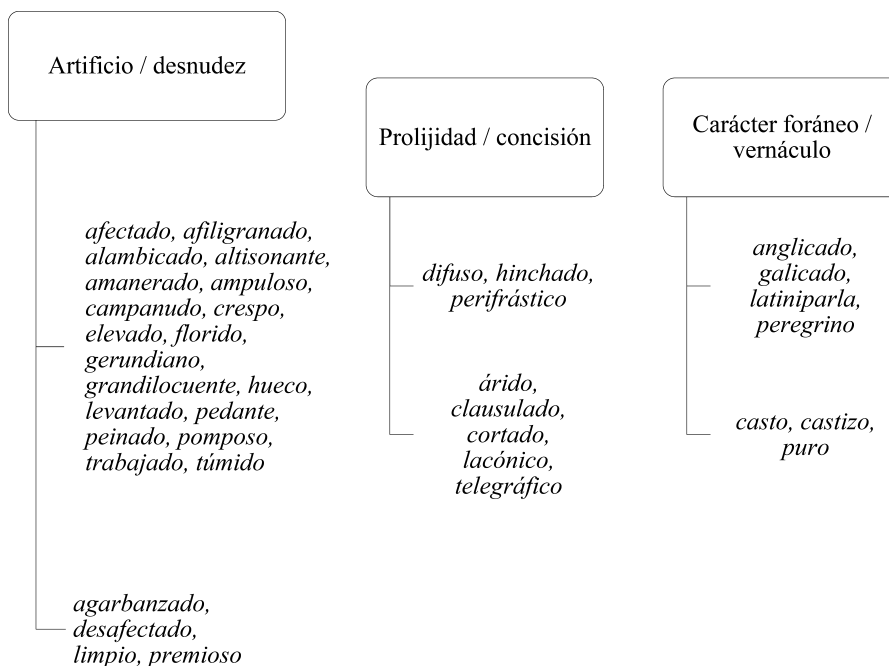 Artificio / desnudez
afectado, afiligranado,
alambicado, altisonante,
amanerado, ampuloso,
campanudo, crespo,
elevado, florido,
gerundiano,
grandilocuente, hueco,
levantado, pedante,
peinado, pomposo,
trabajado, túmido
agarbanzado,
desafectado,
limpio, premioso
Prolijidad / concisión
difuso, hinchado,
perifrástico
árido,
clausulado,
cortado,
lacónico,
telegráfico
Carácter foráneo /
vernáculo
anglicado,
galicado,
latiniparla,
peregrino
casto, castizo,
puro